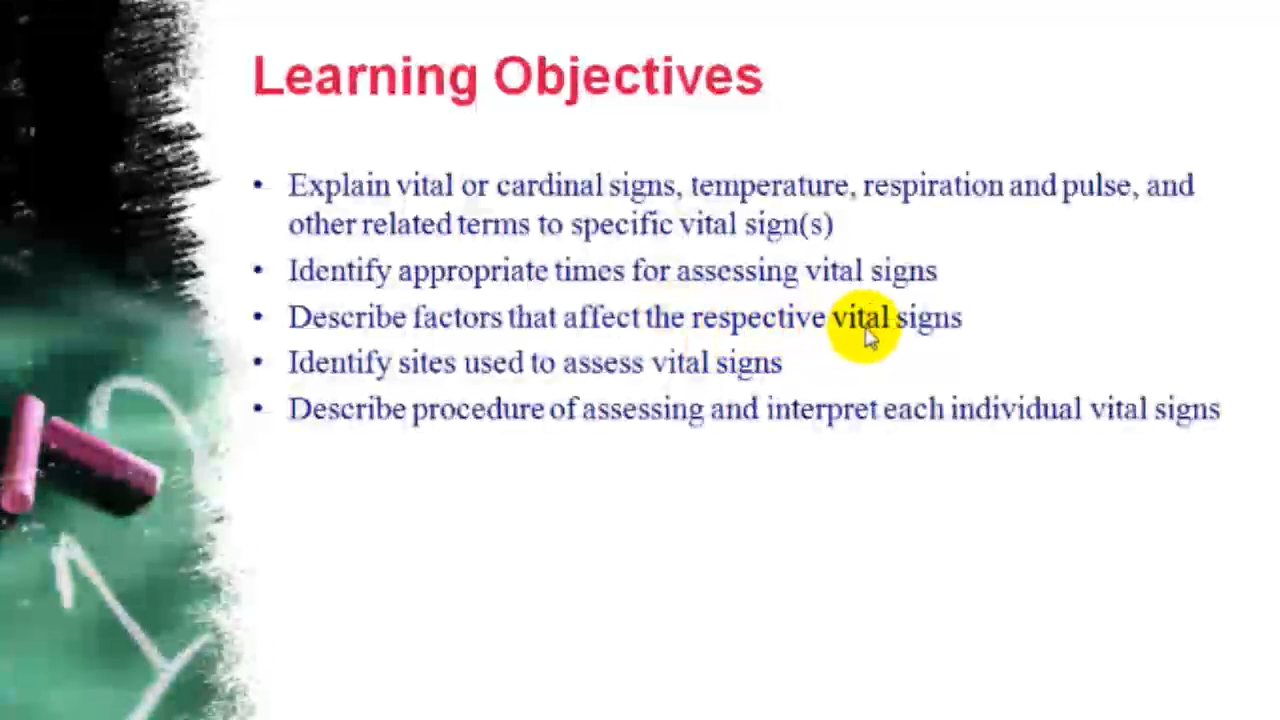 Learning Objectives
• Explain vital or cardinal signs, temperature, respiration and pulse, and
other related terms to specific vital sign(s)
• Identify appropriate times for assessing vital signs
• Describe factors that affect the respective vital signs
• Identify sites used to assess vital signs
• Describe procedure of assessing and interpret each individual vital signs